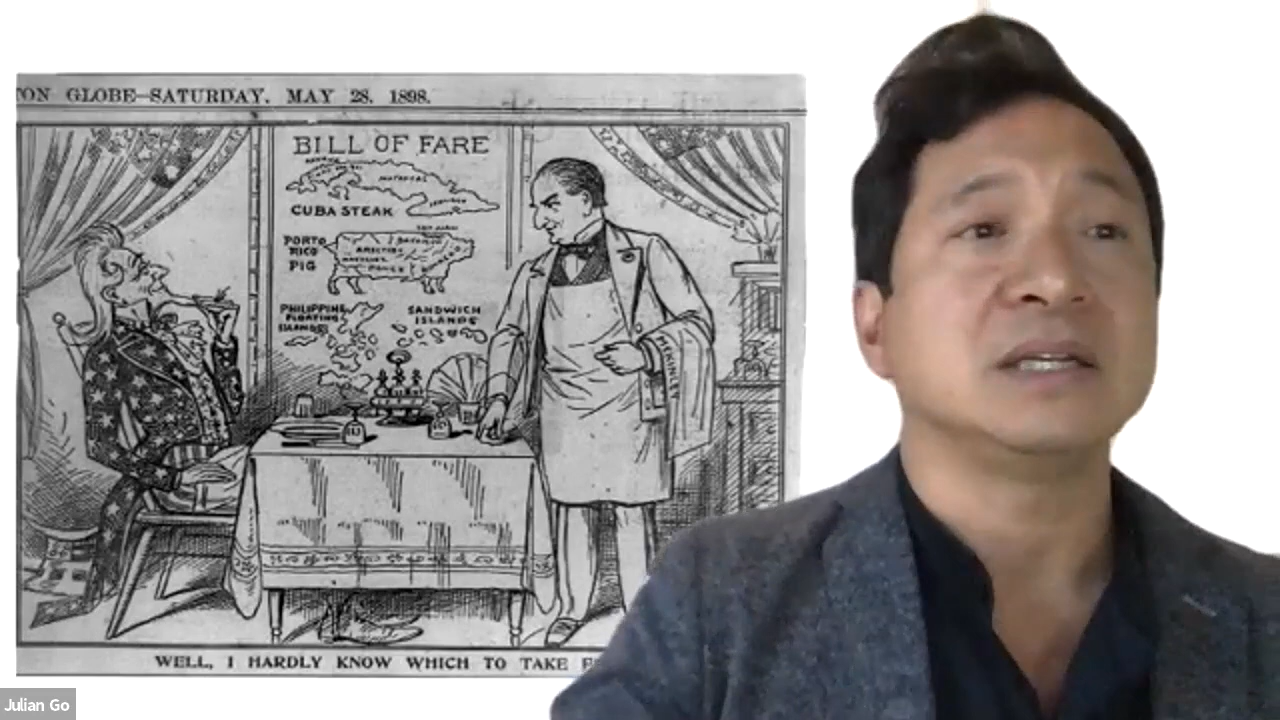 TON GLOBE—SATURDAY, MAY 28, 1898.
BILL OF FARE
CUBA STEAK
PORTO
RICO
PIG
PHILIPPINE
FLOATING
ISLANDS
SANDWICH
ISLANDS
MCKINLEY
WELL, I HARDLY KNOW WHICH TO TAKE
Julian Go